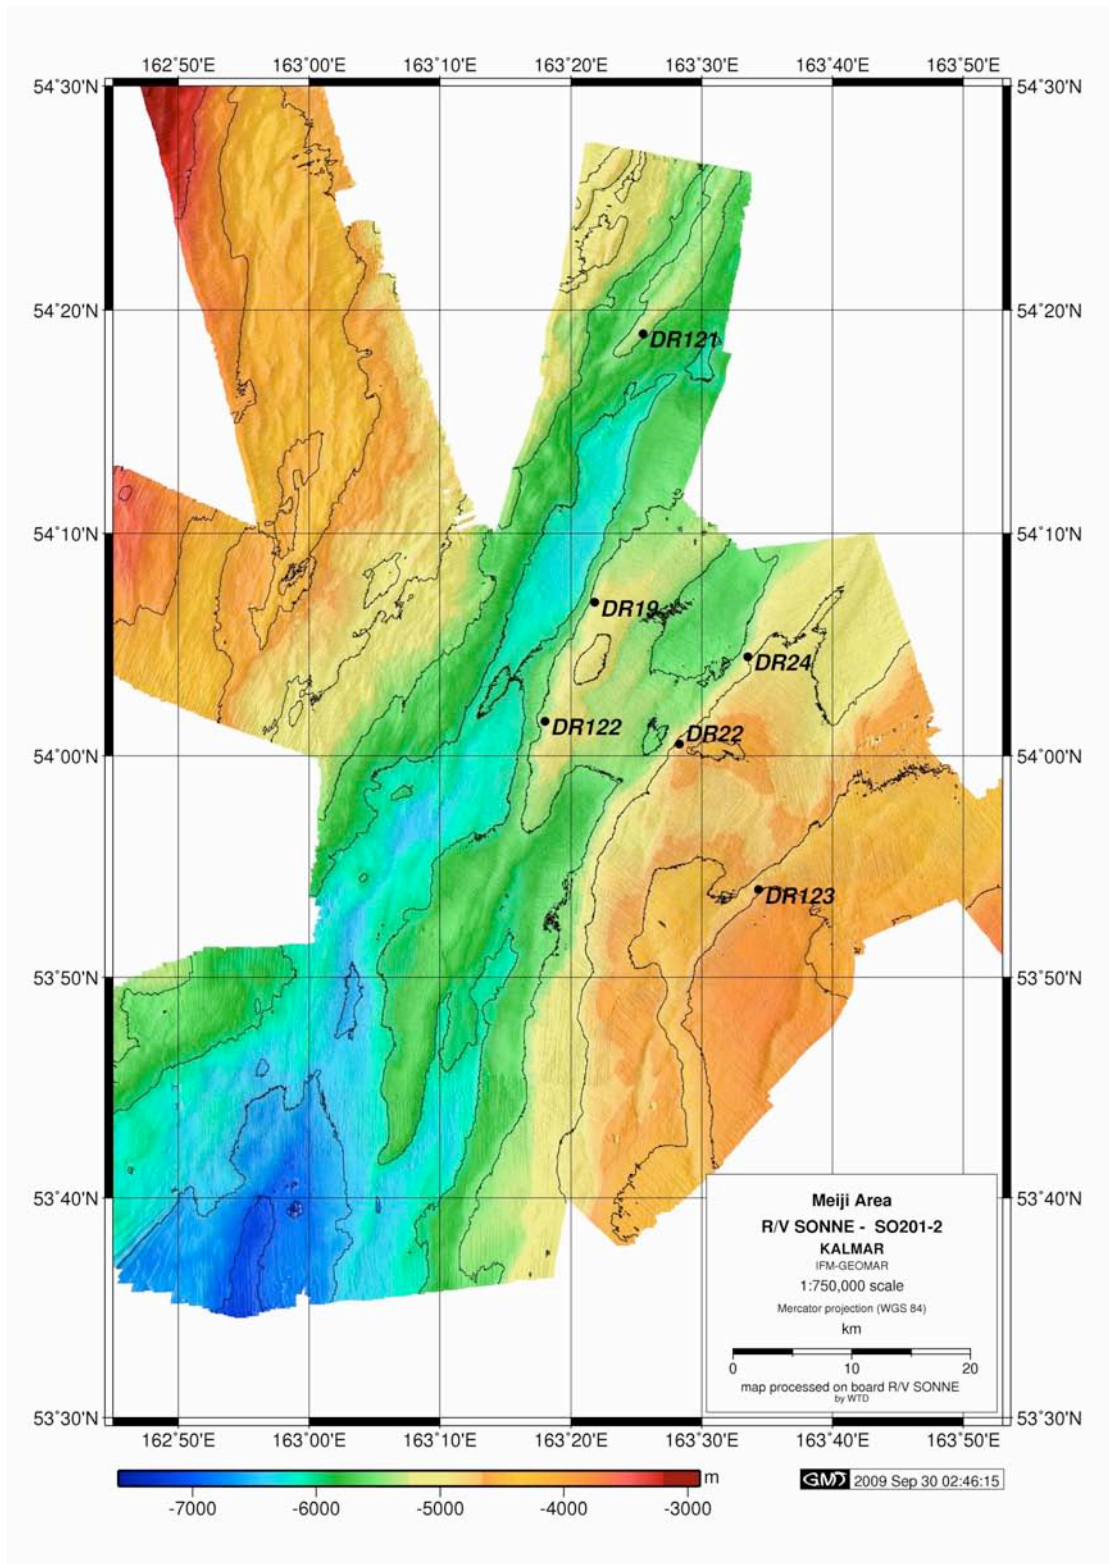 162˚50'E 163˚00'E 163˚10'E 163˚20'E 163˚30'E 163˚40'E 163˚50'E
54˚30'N 54˚30'N
54˚20'N 54˚20'N
DR121
54˚10'N 54˚10'N
DR19
DR24
DR122
DR22
54˚00'N 54˚00'N
DR123
53˚50'N 53˚50'N
53˚40'N 53˚40'N
Meiji Area
R/V SONNE - SO201-2
KALMAR
IFM-GEOMAR
1:750,000 scale
Mercator projection (WGS 84)
km
0 10 20
map processed on board R/V SONNE
by WTD
53˚30'N 53˚30'N
162˚50'E 163˚00'E 163˚10'E 163˚20'E 163˚30'E 163˚40'E 163˚50'E
m
-7000 -6000 -5000 -4000 -3000
GMT 2009 Sep 30 02:46:15